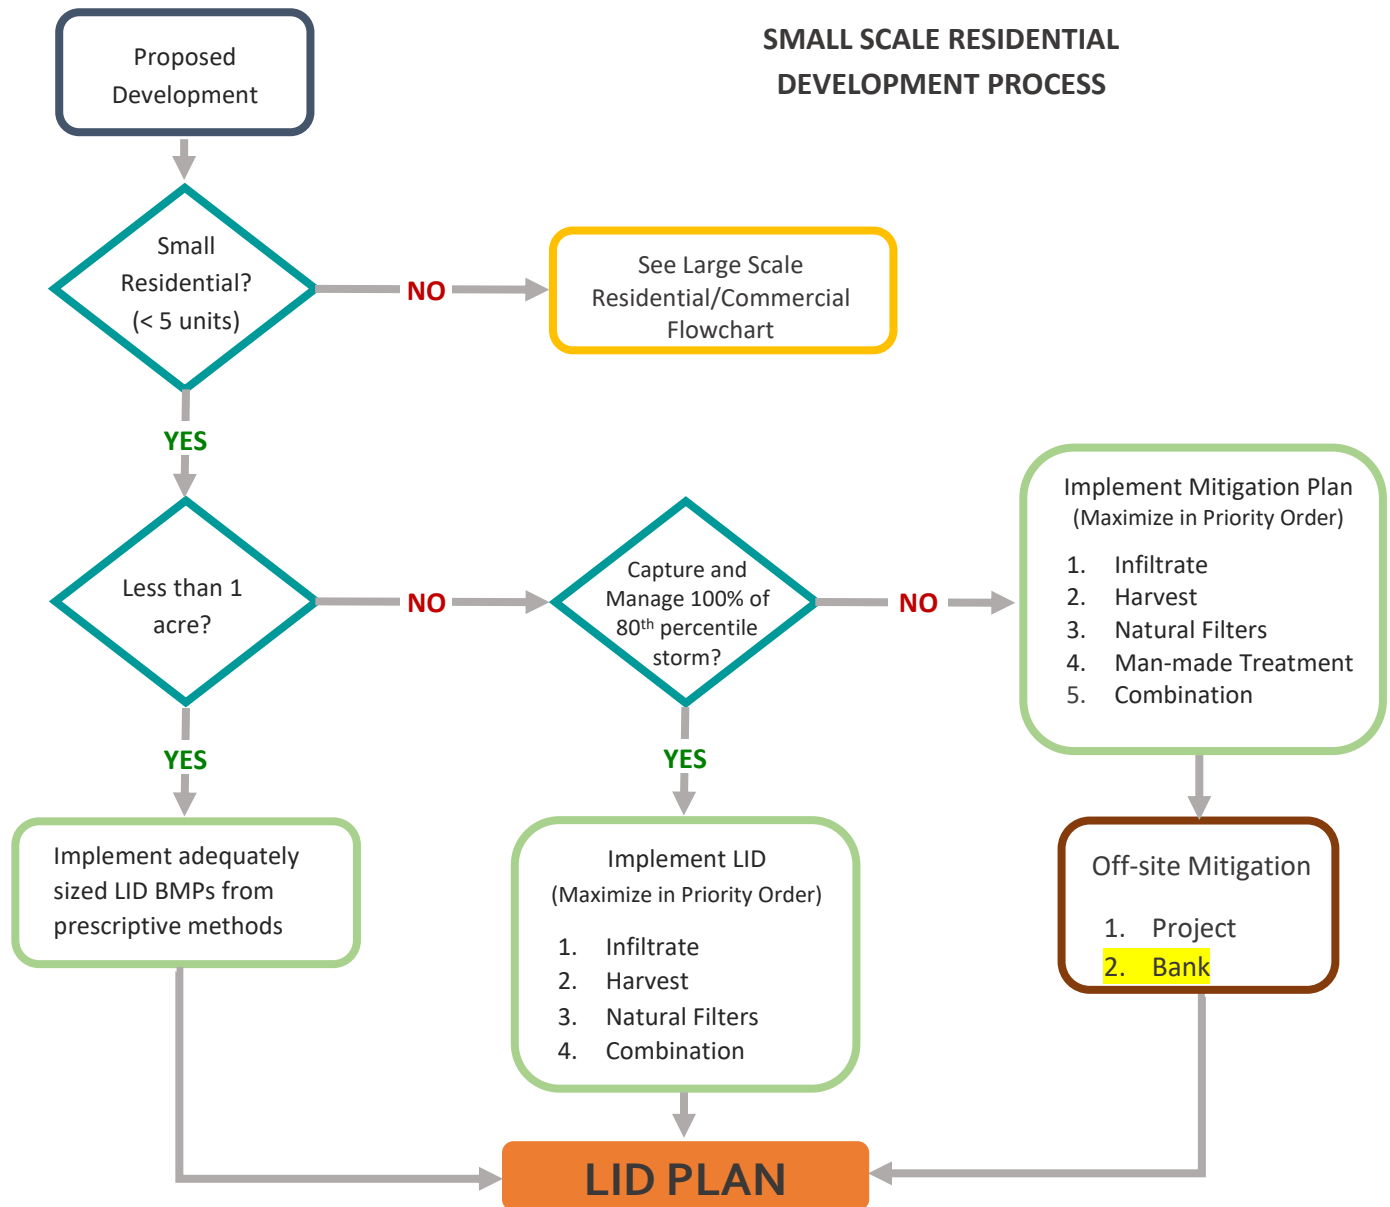 SMALL SCALE RESIDENTIAL
DEVELOPMENT PROCESS
Proposed
Development
Small
Residential?
(< 5 units)
NO
See Large Scale
Residential/Commercial
Flowchart
YES
Less than 1
acre?
NO
Capture and
Manage 100% of
80th percentile
storm?
NO
Implement Mitigation Plan
(Maximize in Priority Order)
1. Infiltrate
2. Harvest
3. Natural Filters
4. Man-made Treatment
5. Combination
YES
YES
Implement adequately
sized LID BMPs from
prescriptive methods
Implement LID
(Maximize in Priority Order)
1. Infiltrate
2. Harvest
3. Natural Filters
4. Combination
Off-site Mitigation
1. Project
2. Bank
LID PLAN